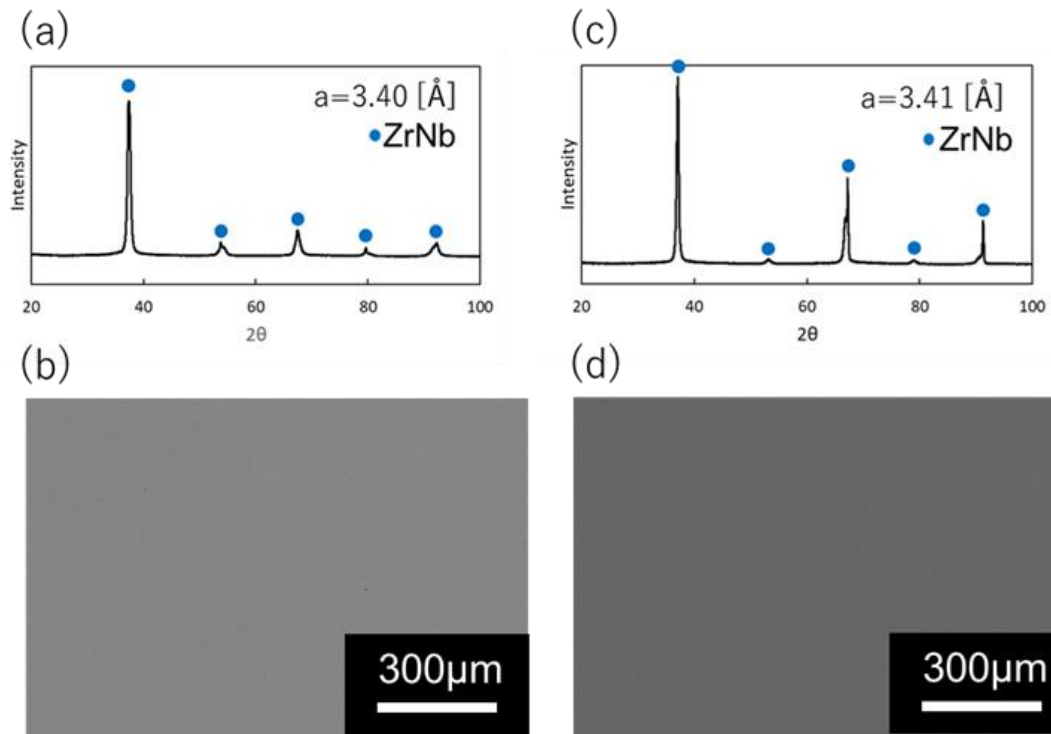 (a)
a=3.40 [Å]
ZrNb
Intensity
20 40 60 80 100
2θ
(c)
a=3.41 [Å]
ZrNb
Intensity
20 40 60 80 100
2θ
(b)
300μm
(d)
300μm